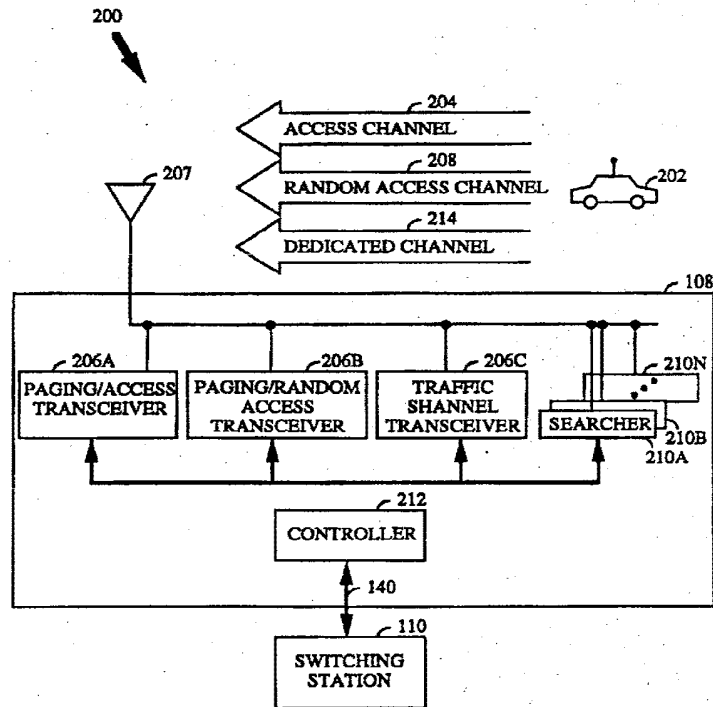 200
204
ACCESS CHANNEL
208
RANDOM ACCESS CHANNEL
202
207
214
DEDICATED CHANNEL
108
206A
PAGING/ACCESS
TRANSCEIVER
206B
PAGING/RANDOM
ACCESS
TRANSCEIVER
206C
TRAFFIC
SHANNEL
TRANSCEIVER
210N
SEARCHER
210B
210A
212
CONTROLLER
140
110
SWITCHING
STATION